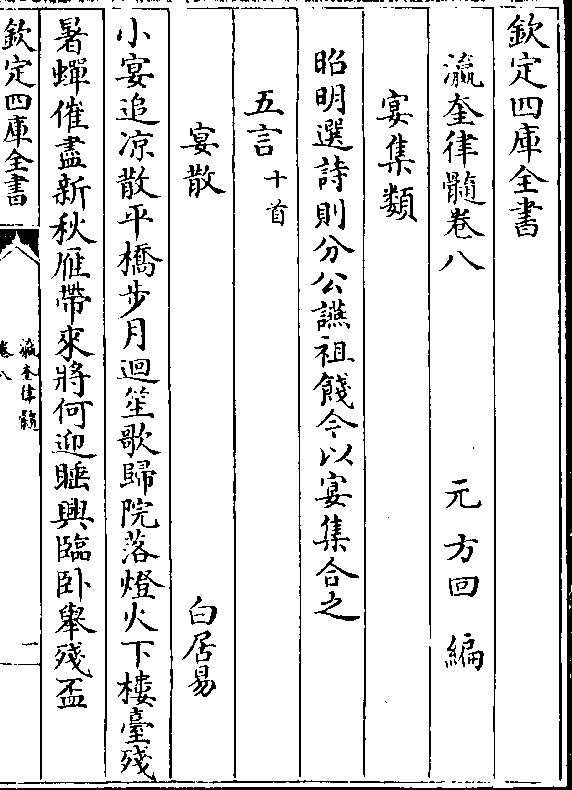 欽定四庫全書
瀛奎律髓卷八
元方回編
宴集類
昭明選詩則分公讌祖餞今以宴集合之
五言十首
宴散
白居易
小宴追凉散平橋步月迴笙歌歸院落燈火下樓臺殘
暑蟬催盡新秋雁帶來將何迎睡興臨卧舉殘盃
欽定四庫全書
瀛奎律髓
卷八